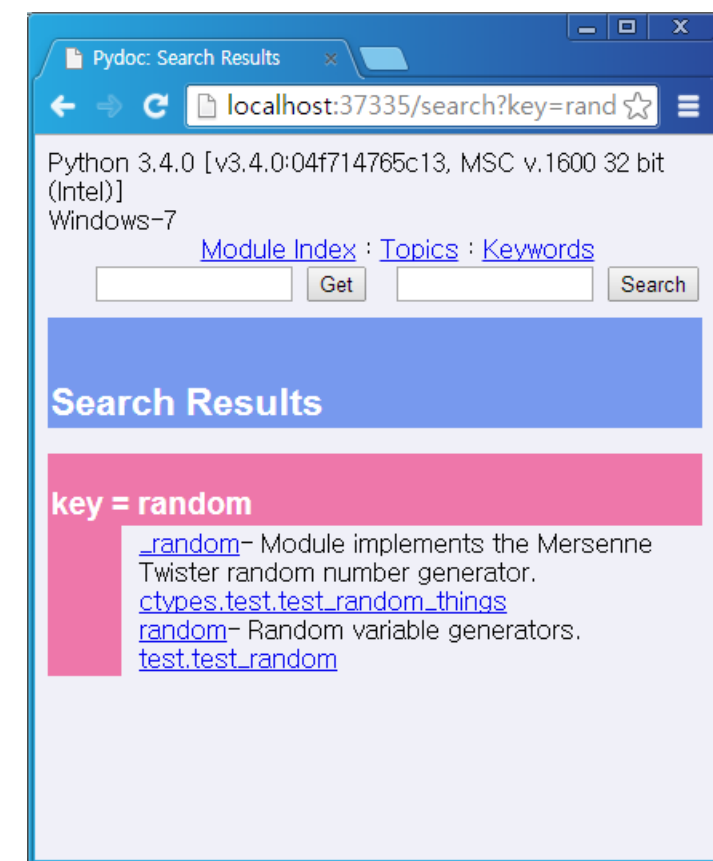 Pydoc: Search Results
localhost:37335/search?key=rand
Python 3.4.0 [v3.4.0:04f714765c13, MSC v.1600 32 bit
(Intel)]
Windows-7
Module Index : Topics : Keywords
Get Search
Search Results
key = random
_random- Module implements the Mersenne
Twister random number generator.
ctypes.test.test_random_things
random- Random variable generators.
test.test_random